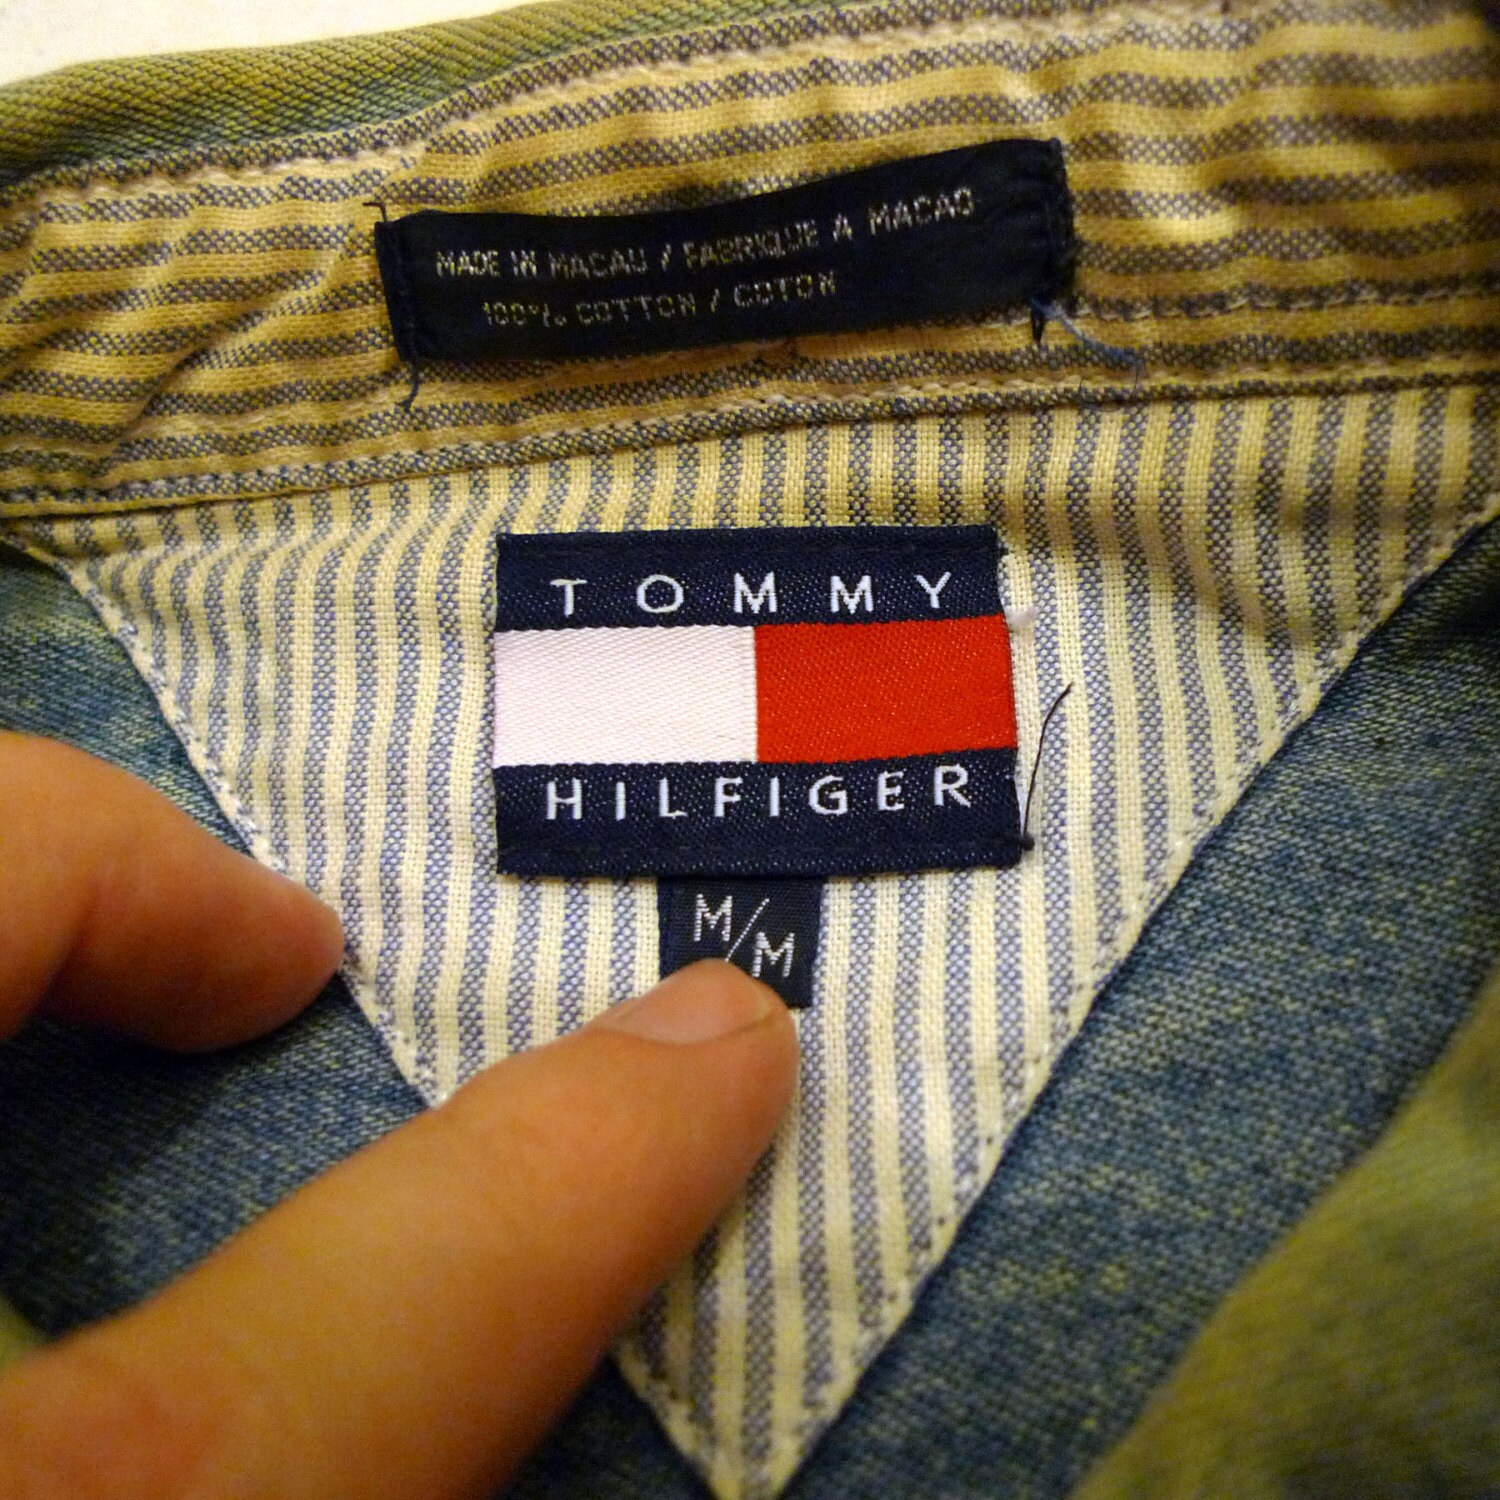 MADE IN MACAU / FABRIQUE A MACAO
100% COTTON / COTON
TOMMY
HILFIGER
M/M